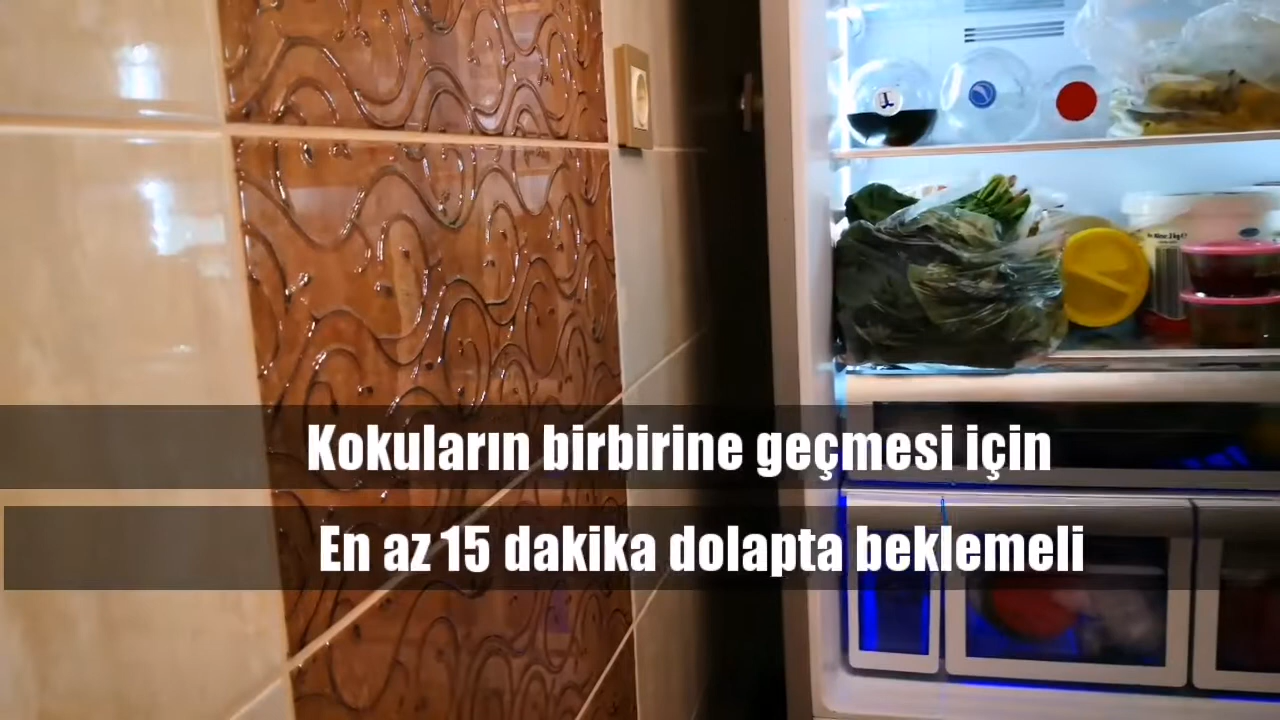 Kokuların birbirine geçmesi için
En az 15 dakika dolapta beklemeli